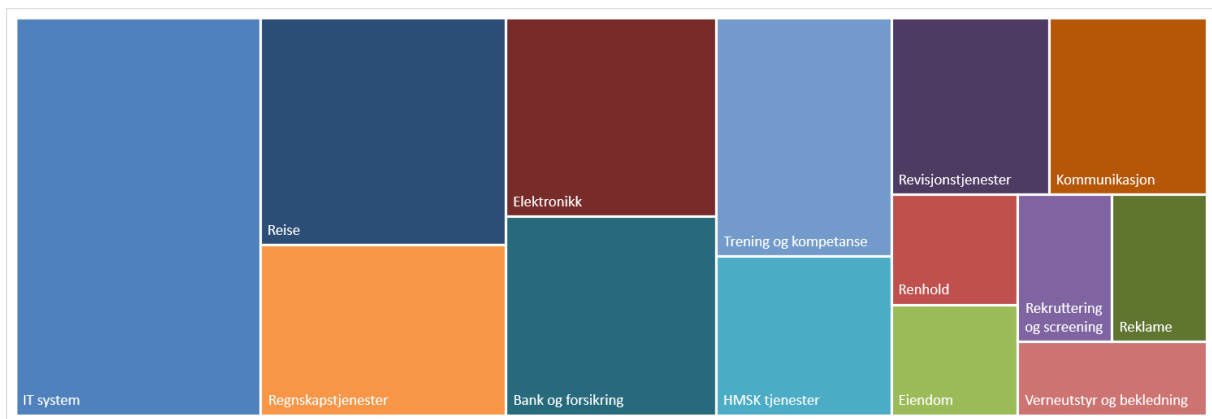 IT system
Reise
Regnskapstjenester
Elektronikk
Bank og forsikring
Trening og kompetanse
HMSK tjenester
Revisjonstjenester
Kommunikasjon
Renhold
Eiendom
Rekruttering
og screening
Reklame
Verneutstyr og bekledning